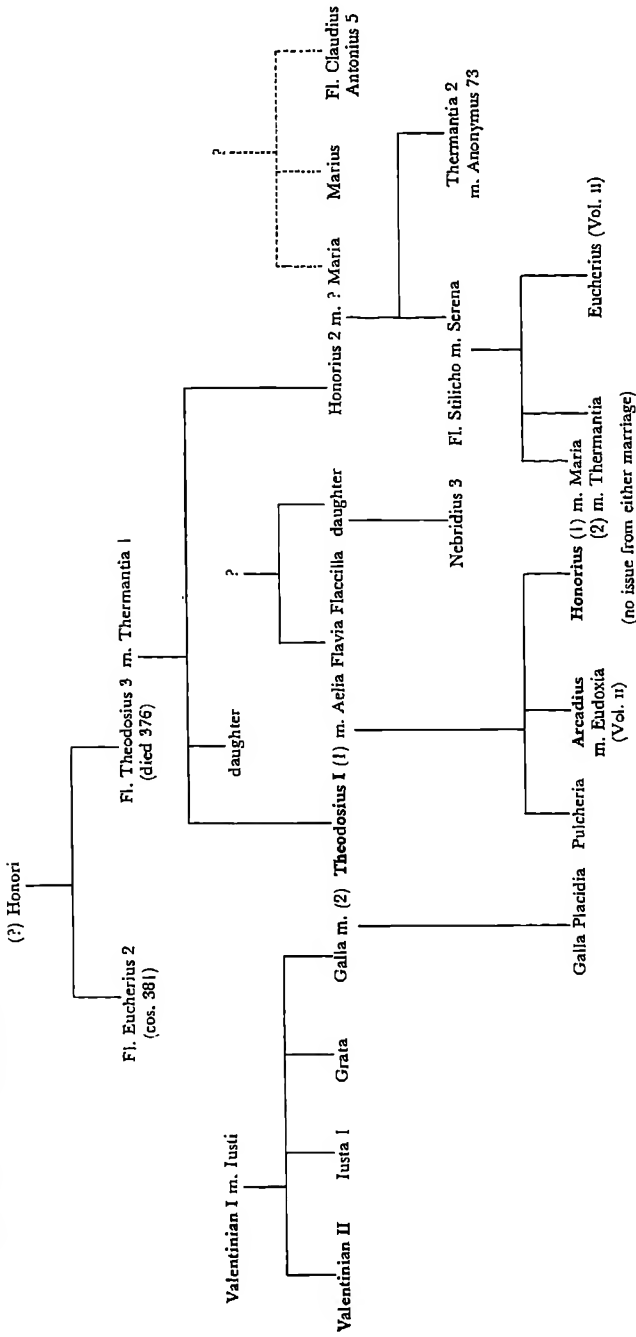 (?) Honori
Fl. Eucherius 2
(cos. 381)
Fl. Theodosius 3 m. Thermantia 1
(died 376)
daughter
?
?
Valentinian I m. Iusti
Valentinian II
Iusta I
Grata
Galla m. (2) Theodosius I (1) m. Aelia Flavia Flaccilla
daughter
Honorius 2 m. ? Maria
Marius
Fl. Claudius
Antonius 5
Nebridius 3
Fl. Stilicho m. Serena
Thermantia 2
m. Anonymus 73
Galla Placidia
Pulcheria
Arcadius
m. Eudoxia
(Vol. II)
Honorius (1) m. Maria
(2) m. Thermantia
(no issue from either marriage)
Eucherius (Vol. II)